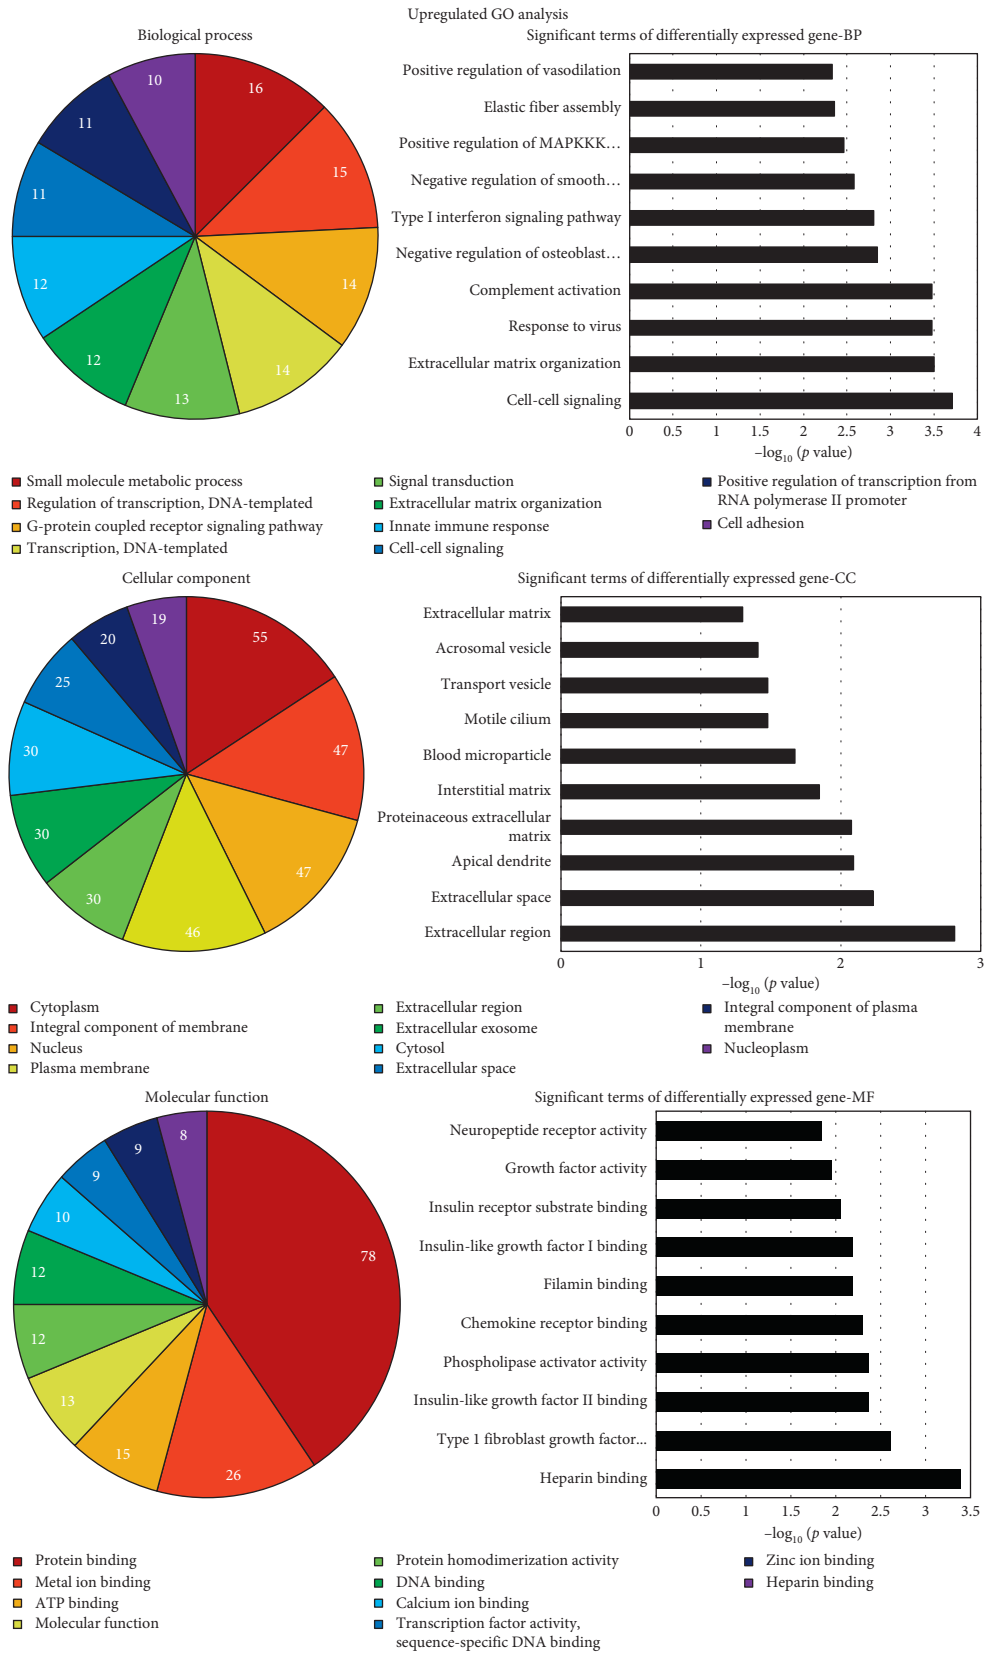 Upregulated GO analysis
Biological process
10
16
11
15
11
14
12
14
12
13
Significant terms of differentially expressed gene-BP
Positive regulation of vasodilation
Elastic fiber assembly
Positive regulation of MAPKKK…
Negative regulation of smooth…
Type I interferon signaling pathway
Negative regulation of osteoblast…
Complement activation
Response to virus
Extracellular matrix organization
Cell-cell signaling
0 0.5 1 1.5 2 2.5 3 3.5 4
–log10 (p value)
Small molecule metabolic process
Regulation of transcription, DNA-templated
G-protein coupled receptor signaling pathway
Transcription, DNA-templated
Signal transduction
Extracellular matrix organization
Innate immune response
Cell-cell signaling
Positive regulation of transcription from
RNA polymerase II promoter
Cell adhesion
Cellular component
19
55
20
25
47
30
30
47
30
46
Significant terms of differentially expressed gene-CC
Extracellular matrix
Acrosomal vesicle
Transport vesicle
Motile cilium
Blood microparticle
Interstitial matrix
Proteinaceous extracellular
matrix
Apical dendrite
Extracellular space
Extracellular region
0 1 2 3
–log10 (p value)
Cytoplasm
Integral component of membrane
Nucleus
Plasma membrane
Extracellular region
Extracellular exosome
Cytosol
Extracellular space
Integral component of plasma
membrane
Nucleoplasm
Molecular function
8
9
9
10
78
12
12
13
15
26
Significant terms of differentially expressed gene-MF
Neuropeptide receptor activity
Growth factor activity
Insulin receptor substrate binding
Insulin-like growth factor I binding
Filamin binding
Chemokine receptor binding
Phospholipase activator activity
Insulin-like growth factor II binding
Type 1 fibroblast growth factor...
Heparin binding
0 0.5 1 1.5 2 2.5 3 3.5
–log10 (p value)
Protein binding
Metal ion binding
ATP binding
Molecular function
Protein homodimerization activity
DNA binding
Calcium ion binding
Transcription factor activity,
sequence-specific DNA binding
Zinc ion binding
Heparin binding